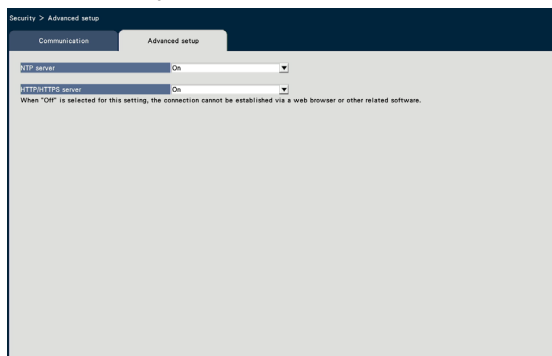 Security > Advanced setup
Communication Advanced setup
NTP server On
HTTP/HTTPS server On
When "Off" is selected for this setting, the connection cannot be established via a web browser or other related software.